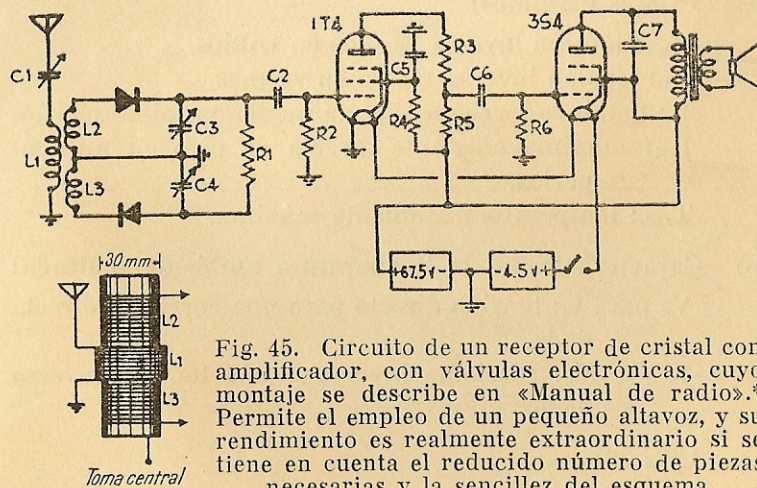 1T4
3S4
C1
C2
C5
R3
C6
C7
L2
C3
R2
R4
R5
R6
L1
L3
C4
R1
+67.5v-
-4.5v+
30mm
L2
L1
L3
Toma central
Fig. 45. Circuito de un receptor de cristal con
amplificador, con válvulas electrónicas, cuyo
montaje se describe en «Manual de radio».*
Permite el empleo de un pequeño altavoz, y su
rendimiento es realmente extraordinario si se
tiene en cuenta el reducido número de piezas
necesarias y la sencillez del esquema